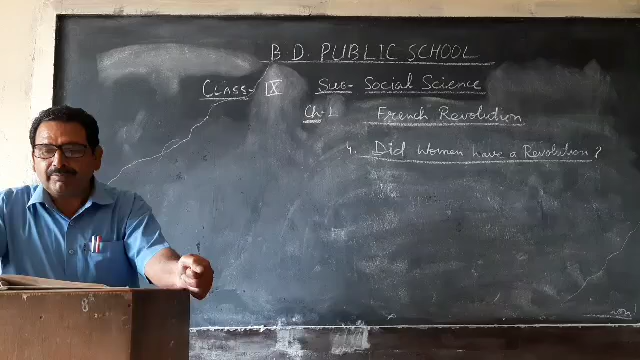 B. D. PUBLIC SCHOOL
CLASS- IX Sub- Social Science
Ch-1 French Revolution
4. Did Women have a Revolution?